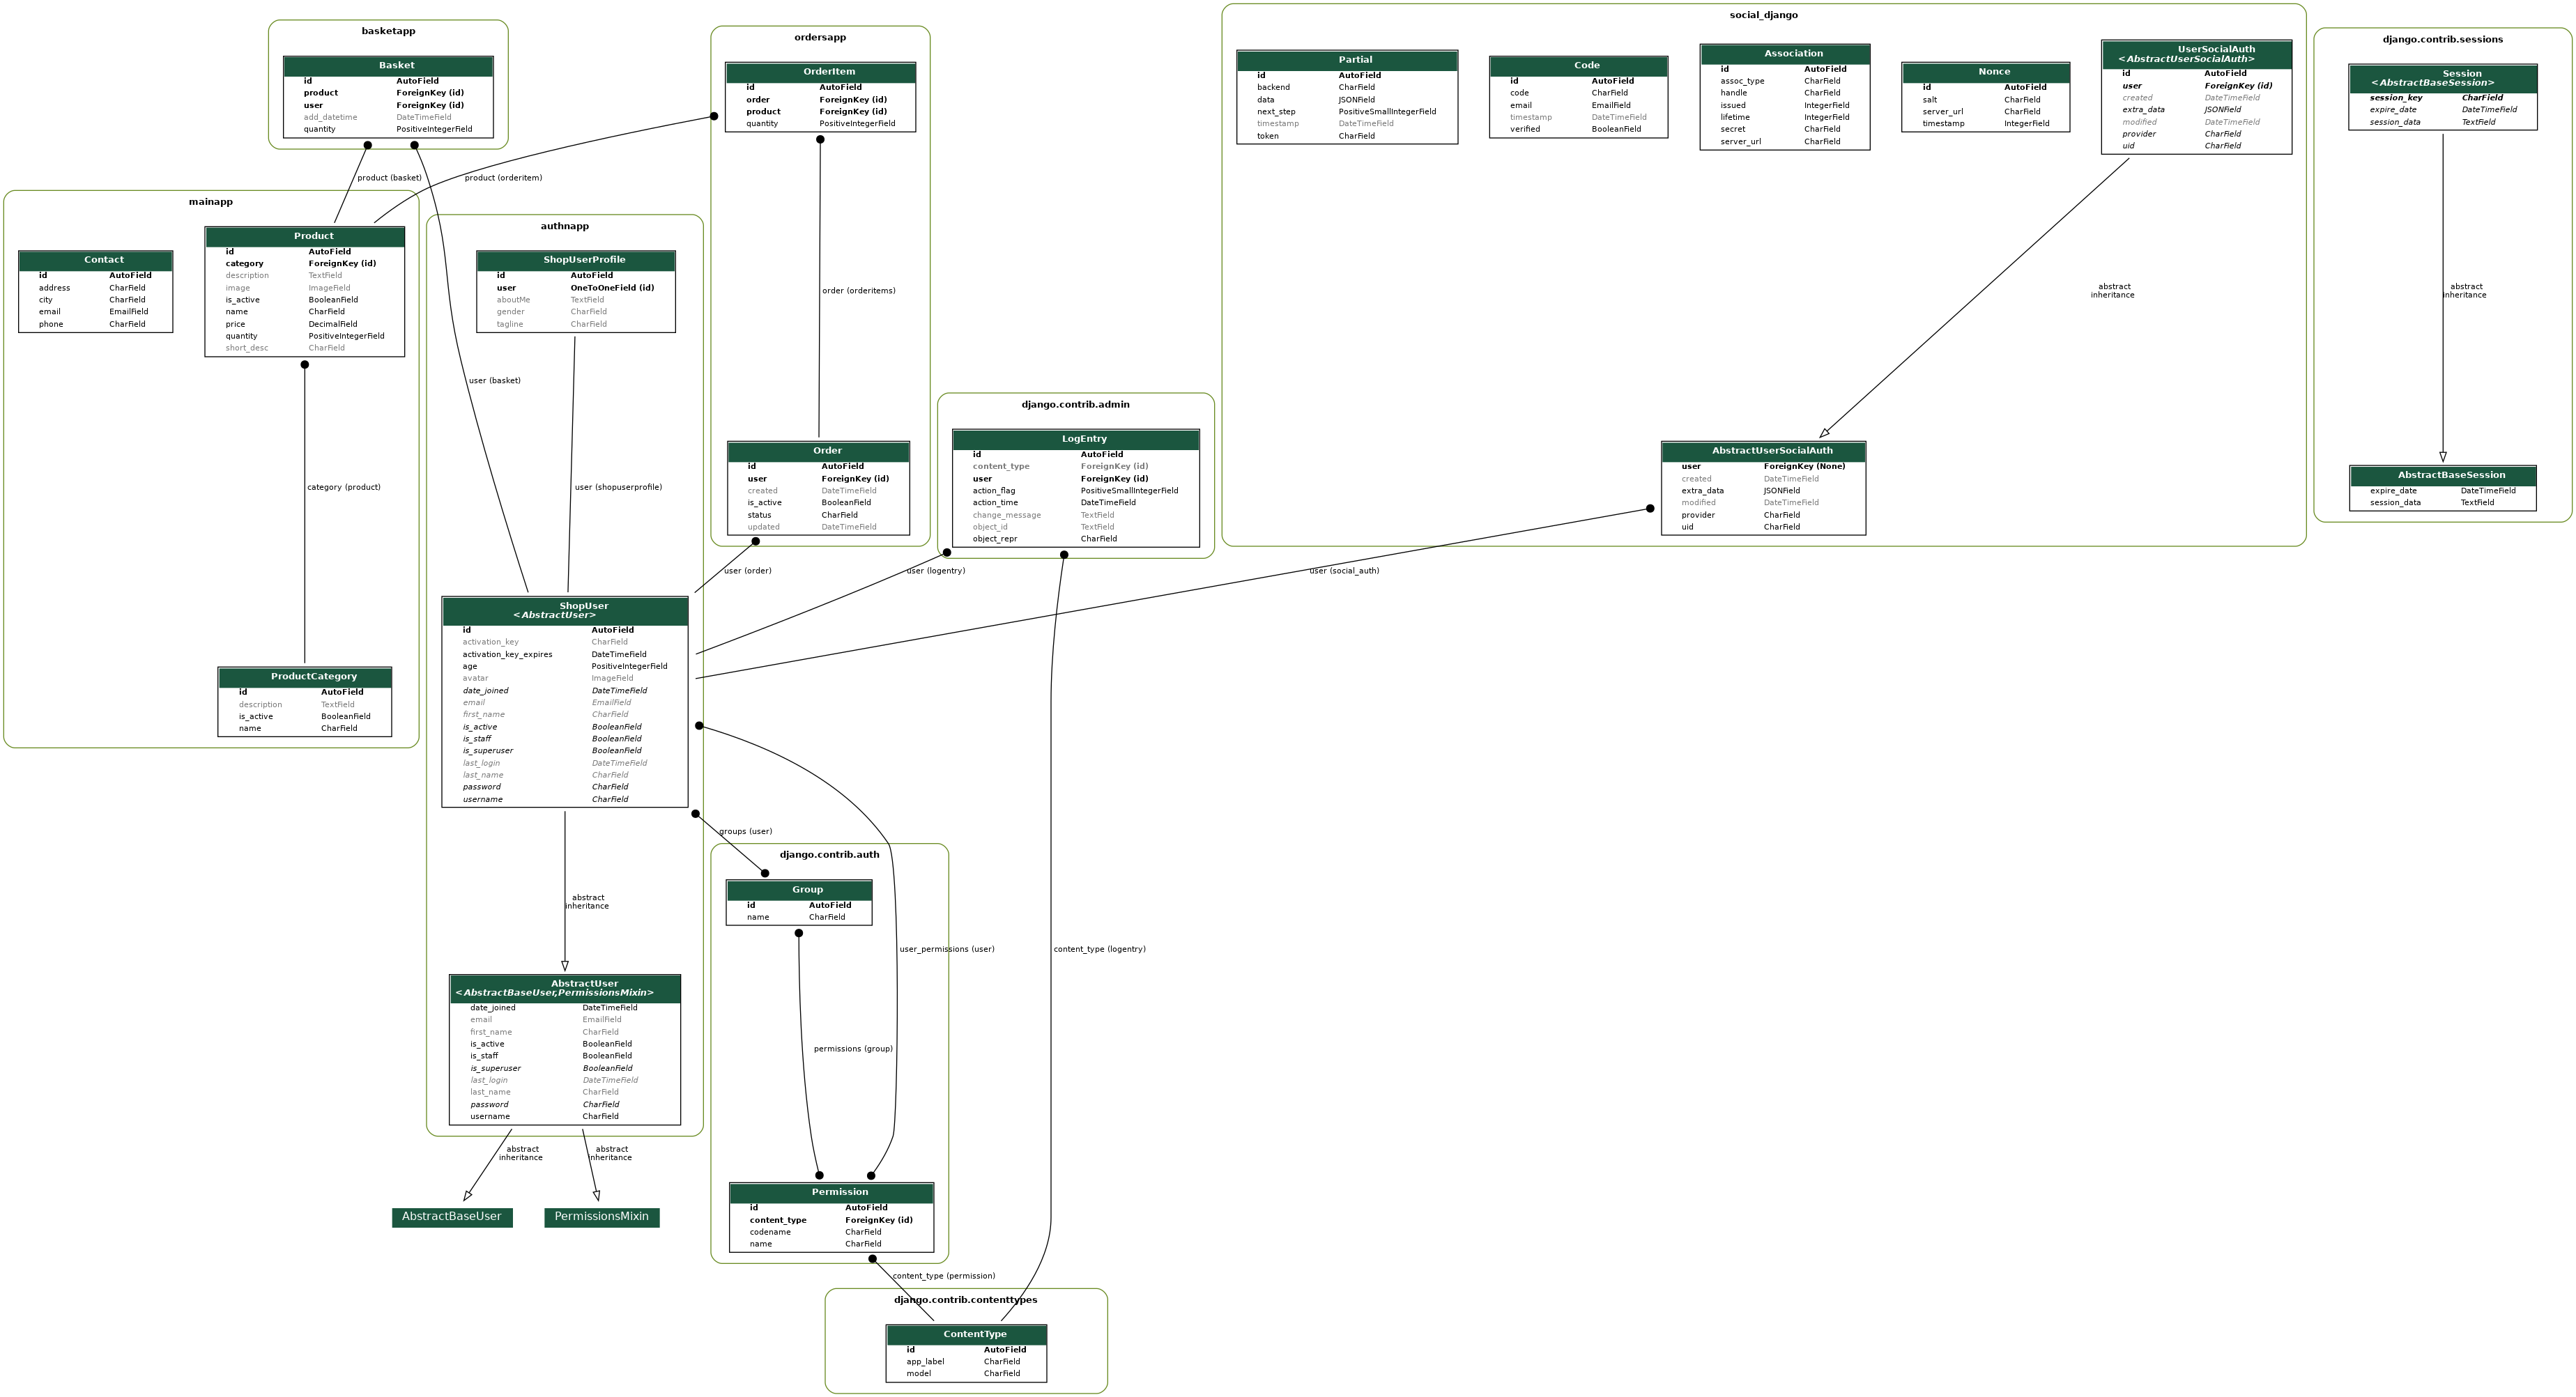 basketapp
Basket
id AutoField
product ForeignKey (id)
user ForeignKey (id)
add_datetime DateTimeField
quantity PositiveIntegerField
ordersapp
OrderItem
id AutoField
order ForeignKey (id)
product ForeignKey (id)
quantity PositiveIntegerField
social_django
Partial
id AutoField
backend CharField
data JSONField
next_step PositiveSmallIntegerField
timestamp DateTimeField
token CharField
Code
id AutoField
code CharField
email EmailField
timestamp DateTimeField
verified BooleanField
Association
id AutoField
assoc_type CharField
handle CharField
issued IntegerField
lifetime IntegerField
secret CharField
server_url CharField
Nonce
id AutoField
salt CharField
server_url CharField
timestamp IntegerField
UserSocialAuth
<AbstractUserSocialAuth>
id AutoField
user ForeignKey (id)
created DateTimeField
extra_data JSONField
modified DateTimeField
provider CharField
uid CharField
django.contrib.sessions
Session
<AbstractBaseSession>
session_key CharField
expire_date DateTimeField
session_data TextField
product (basket)
product (orderitem)
mainapp
Contact
id AutoField
address CharField
city CharField
email EmailField
phone CharField
Product
id AutoField
category ForeignKey (id)
description TextField
image ImageField
is_active BooleanField
name CharField
price DecimalField
quantity PositiveIntegerField
short_desc CharField
authnapp
ShopUserProfile
id AutoField
user OneToOneField (id)
aboutMe TextField
gender CharField
tagline CharField
order (orderitems)
abstract
inheritance
abstract
inheritance
user (basket)
django.contrib.admin
LogEntry
id AutoField
content_type ForeignKey (id)
user ForeignKey (id)
action_flag PositiveSmallIntegerField
action_time DateTimeField
change_message TextField
object_id TextField
object_repr CharField
Order
id AutoField
user ForeignKey (id)
created DateTimeField
is_active BooleanField
status CharField
updated DateTimeField
AbstractUserSocialAuth
user ForeignKey (None)
created DateTimeField
extra_data JSONField
modified DateTimeField
provider CharField
uid CharField
AbstractBaseSession
expire_date DateTimeField
session_data TextField
category (product)
user (shopuserprofile)
user (order)
user (logentry)
user (social_auth)
ShopUser
<AbstractUser>
id AutoField
activation_key CharField
activation_key_expires DateTimeField
age PositiveIntegerField
avatar ImageField
date_joined DateTimeField
email EmailField
first_name CharField
is_active BooleanField
is_staff BooleanField
is_superuser BooleanField
last_login DateTimeField
last_name CharField
password CharField
username CharField
ProductCategory
id AutoField
description TextField
is_active BooleanField
name CharField
groups (user)
django.contrib.auth
Group
id AutoField
name CharField
abstract
inheritance
user_permissions (user)
content_type (logentry)
AbstractUser
<AbstractBaseUser,PermissionsMixin>
date_joined DateTimeField
email EmailField
first_name CharField
is_active BooleanField
is_staff BooleanField
is_superuser BooleanField
last_login DateTimeField
last_name CharField
password CharField
username CharField
permissions (group)
abstract
inheritance
abstract
inheritance
AbstractBaseUser
PermissionsMixin
Permission
id AutoField
content_type ForeignKey (id)
codename CharField
name CharField
content_type (permission)
django.contrib.contenttypes
ContentType
id AutoField
app_label CharField
model CharField